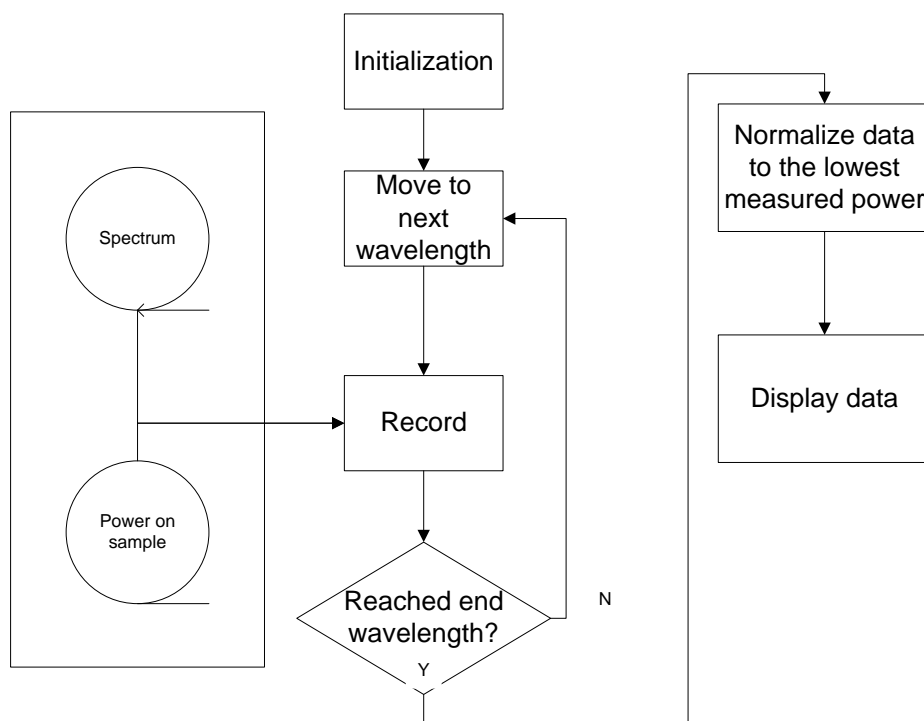 Initialization
Move to
next
wavelength
Spectrum
Record
Power on
sample
Reached end
wavelength?
N
Y
Normalize data
to the lowest
measured power
Display data